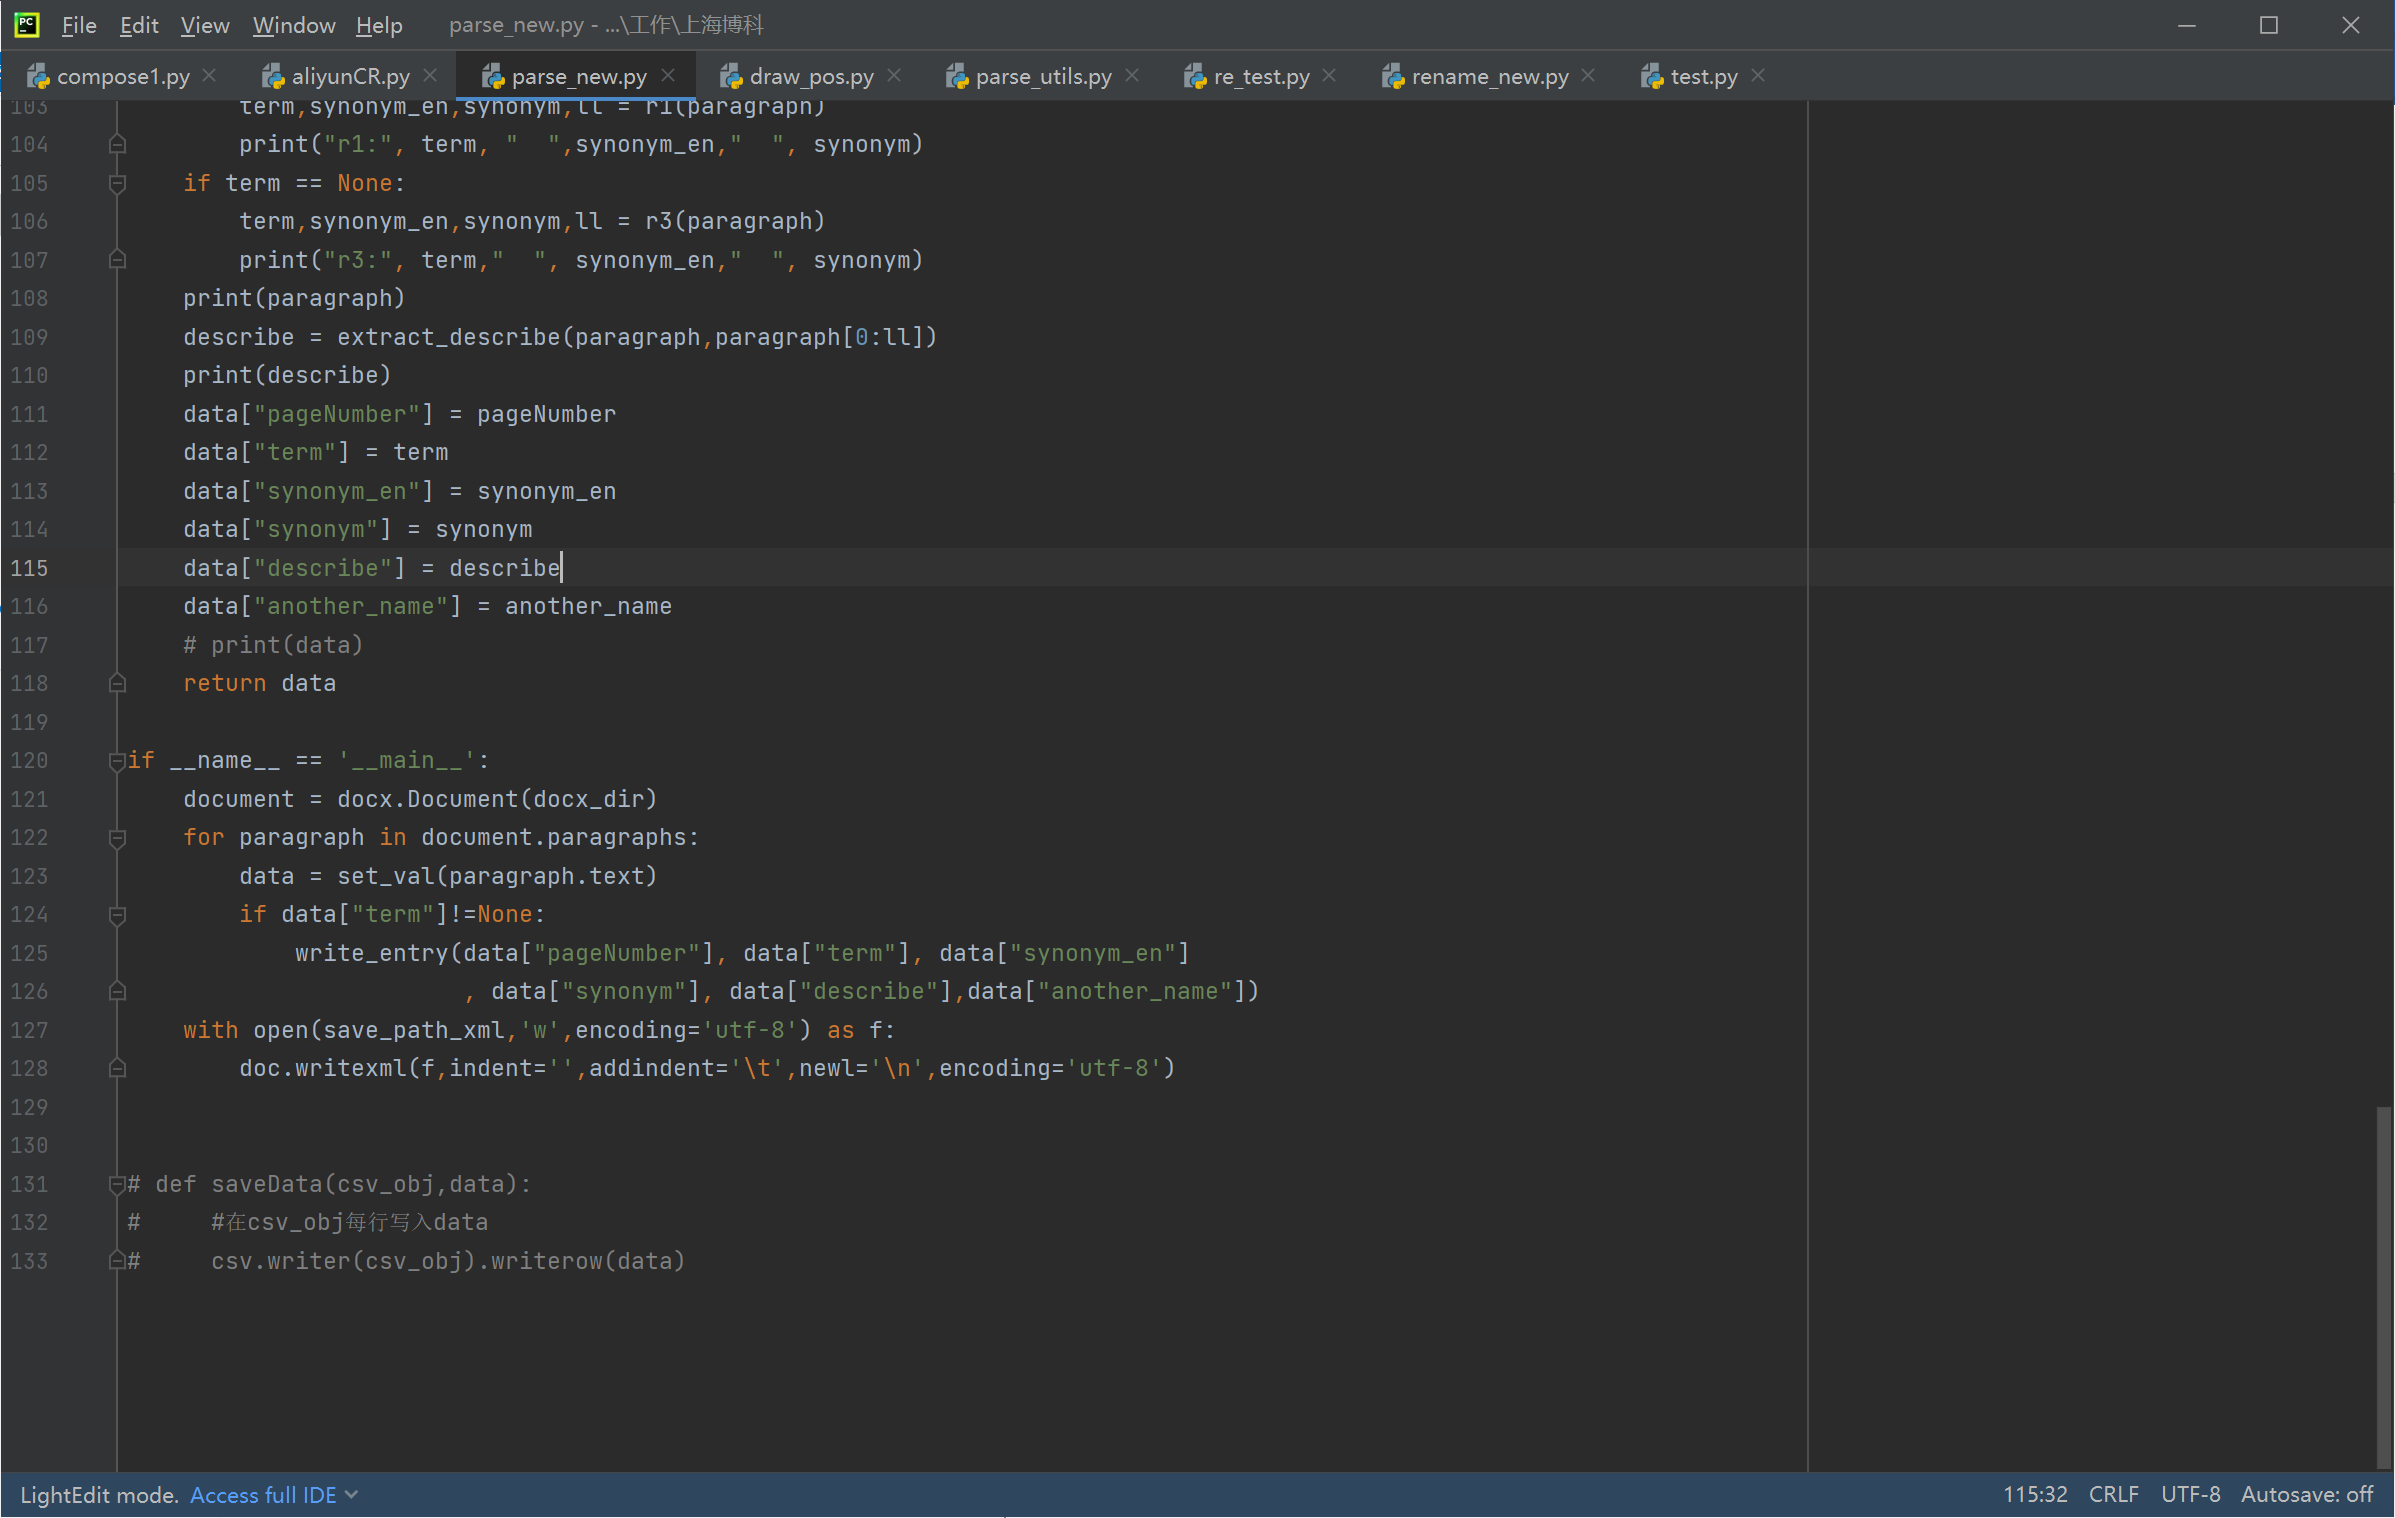 PC
File Edit View Window Help parse_new.py - ...\工作\上海博科
compose1.py aliyunCR.py parse_new.py draw_pos.py parse_utils.py re_test.py rename_new.py test.py
103         term,synonym_en,synonym,ll = r1(paragraph)
104         print("r1:", term, "  ",synonym_en,"  ", synonym)
105     if term == None:
106         term,synonym_en,synonym,ll = r3(paragraph)
107         print("r3:", term,"  ", synonym_en,"  ", synonym)
108     print(paragraph)
109     describe = extract_describe(paragraph,paragraph[0:ll])
110     print(describe)
111     data["pageNumber"] = pageNumber
112     data["term"] = term
113     data["synonym_en"] = synonym_en
114     data["synonym"] = synonym
115     data["describe"] = describe
116     data["another_name"] = another_name
117     # print(data)
118     return data
119
120 if __name__ == '__main__':
121     document = docx.Document(docx_dir)
122     for paragraph in document.paragraphs:
123         data = set_val(paragraph.text)
124         if data["term"]!=None:
125             write_entry(data["pageNumber"], data["term"], data["synonym_en"]
126                         , data["synonym"], data["describe"],data["another_name"])
127     with open(save_path_xml,'w',encoding='utf-8') as f:
128         doc.writexml(f,indent='',addindent='\t',newl='\n',encoding='utf-8')
129
130
131 # def saveData(csv_obj,data):
132 #     #在csv_obj每行写入data
133 #     csv.writer(csv_obj).writerow(data)
LightEdit mode. Access full IDE 115:32 CRLF UTF-8 Autosave: off